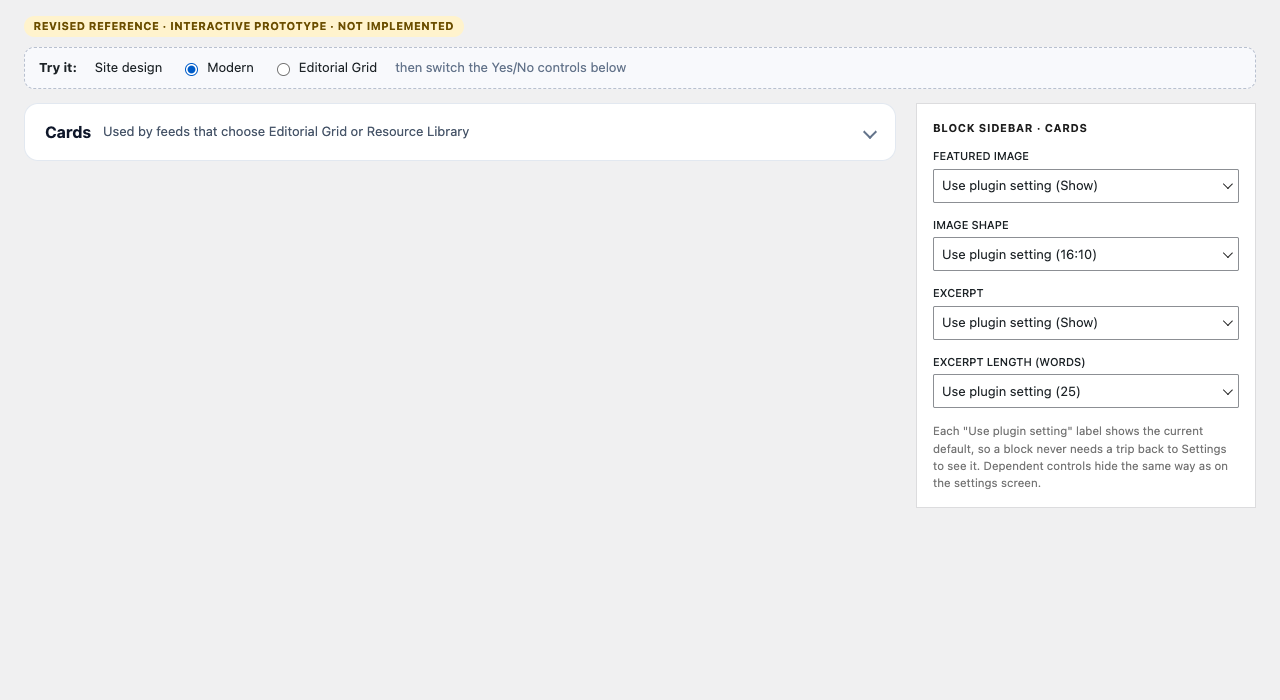 REVISED REFERENCE · INTERACTIVE PROTOTYPE · NOT IMPLEMENTED
Try it: Site design Modern Editorial Grid then switch the Yes/No controls below
Cards Used by feeds that choose Editorial Grid or Resource Library
BLOCK SIDEBAR · CARDS
FEATURED IMAGE
Use plugin setting (Show)
IMAGE SHAPE
Use plugin setting (16:10)
EXCERPT
Use plugin setting (Show)
EXCERPT LENGTH (WORDS)
Use plugin setting (25)
Each "Use plugin setting" label shows the current
default, so a block never needs a trip back to Settings
to see it. Dependent controls hide the same way as on
the settings screen.